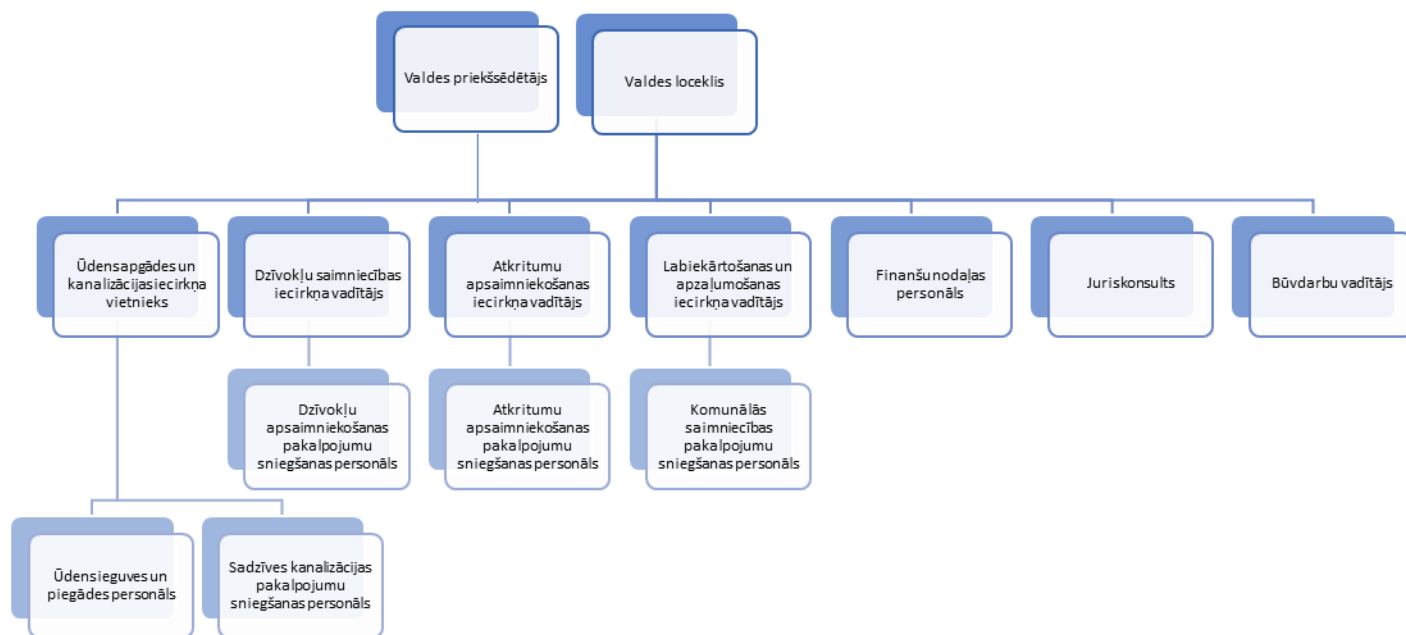 Valdes priekšsēdētājs
Valdes loceklis
Ūdensapgādes un
kanalizācijas iecirkņa
vietnieks
Dzīvokļu saimniecības
iecirkņa vadītājs
Atkritumu
apsaimniekošanas
iecirkņa vadītājs
Labiekārtošanas un
apzaļumošanas
iecirkņa vadītājs
Finanšu nodaļas
personāls
Juriskonsults
Būvdarbu vadītājs
Dzīvokļu
apsaimniekošanas
pakalpojumu
sniegšanas personāls
Atkritumu
apsaimniekošanas
pakalpojumu
sniegšanas personāls
Komunālās
saimniecības
pakalpojumu
sniegšanas personāls
Ūdens ieguves un
piegādes personāls
Sadzīves kanalizācijas
pakalpojumu
sniegšanas personāls